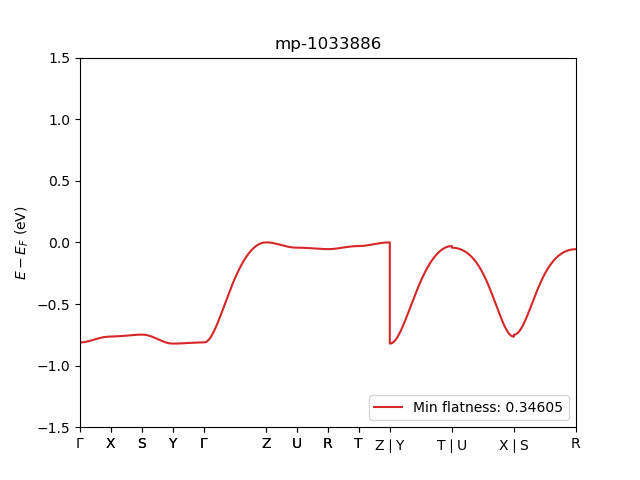 mp-1033886
1.5
1.0
0.5
0.0
−0.5
−1.0
−1.5
E − E_F (eV)
Min flatness: 0.34605
Γ X S Y Γ Z U R T Z | Y T | U X | S R